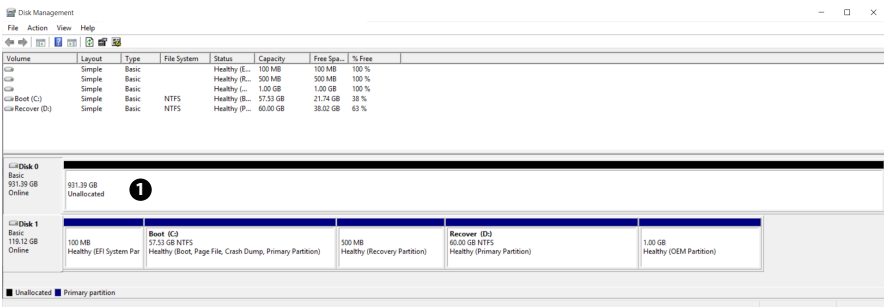 Disk Management
File Action View Help
Volume Layout Type File System Status Capacity Free Spa... % Free
Simple Basic Healthy (E... 100 MB 100 MB 100 %
Simple Basic Healthy (R... 500 MB 500 MB 100 %
Simple Basic Healthy (... 1.00 GB 1.00 GB 100 %
Boot (C:) Simple Basic NTFS Healthy (B... 57.53 GB 21.74 GB 38 %
Recover (D:) Simple Basic NTFS Healthy (P... 60.00 GB 38.02 GB 63 %
Disk 0
Basic
931.39 GB
Online
931.39 GB
Unallocated
1
Disk 1
Basic
119.12 GB
Online
100 MB
Healthy (EFI System Par
Boot (C:)
57.53 GB NTFS
Healthy (Boot, Page File, Crash Dump, Primary Partition)
500 MB
Healthy (Recovery Partition)
Recover (D:)
60.00 GB NTFS
Healthy (Primary Partition)
1.00 GB
Healthy (OEM Partition)
Unallocated Primary partition